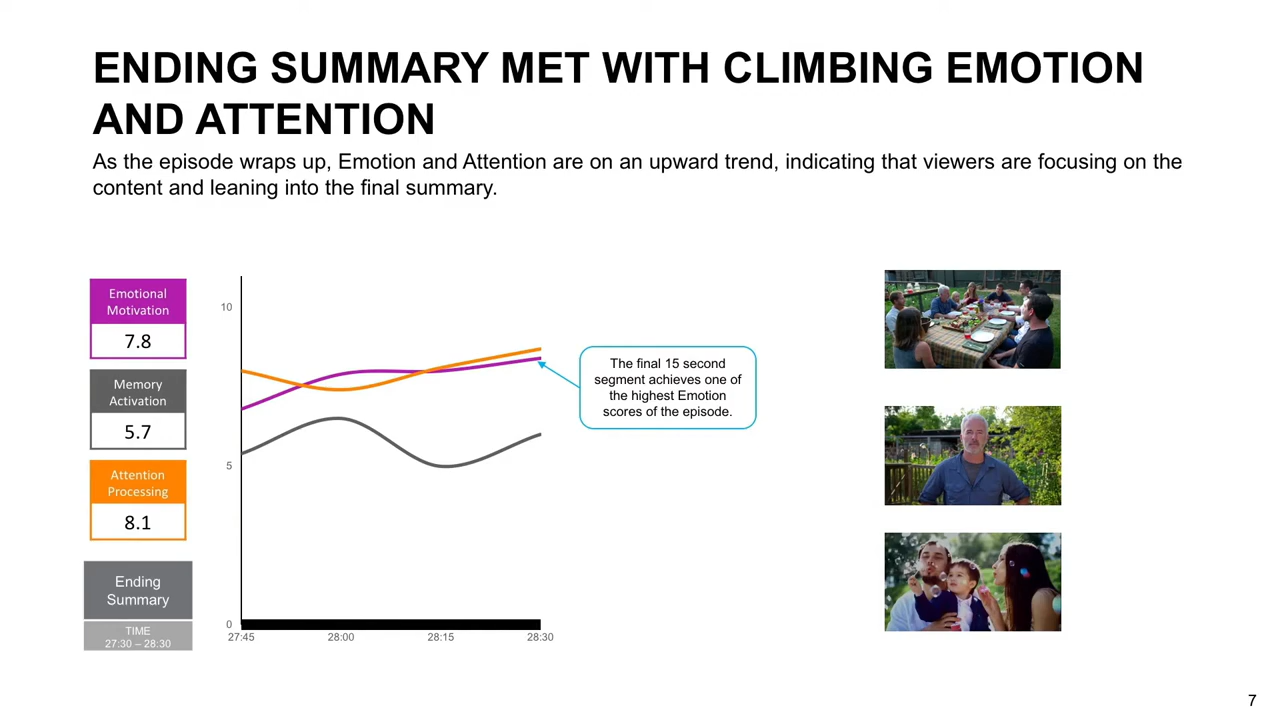 ENDING SUMMARY MET WITH CLIMBING EMOTION
AND ATTENTION
As the episode wraps up, Emotion and Attention are on an upward trend, indicating that viewers are focusing on the
content and leaning into the final summary.
Emotional
Motivation
7.8
Memory
Activation
5.7
Attention
Processing
8.1
Ending
Summary
TIME
27:30 – 28:30
10
5
0
27:45
28:00
28:15
28:30
The final 15 second
segment achieves one of
the highest Emotion
scores of the episode.
7